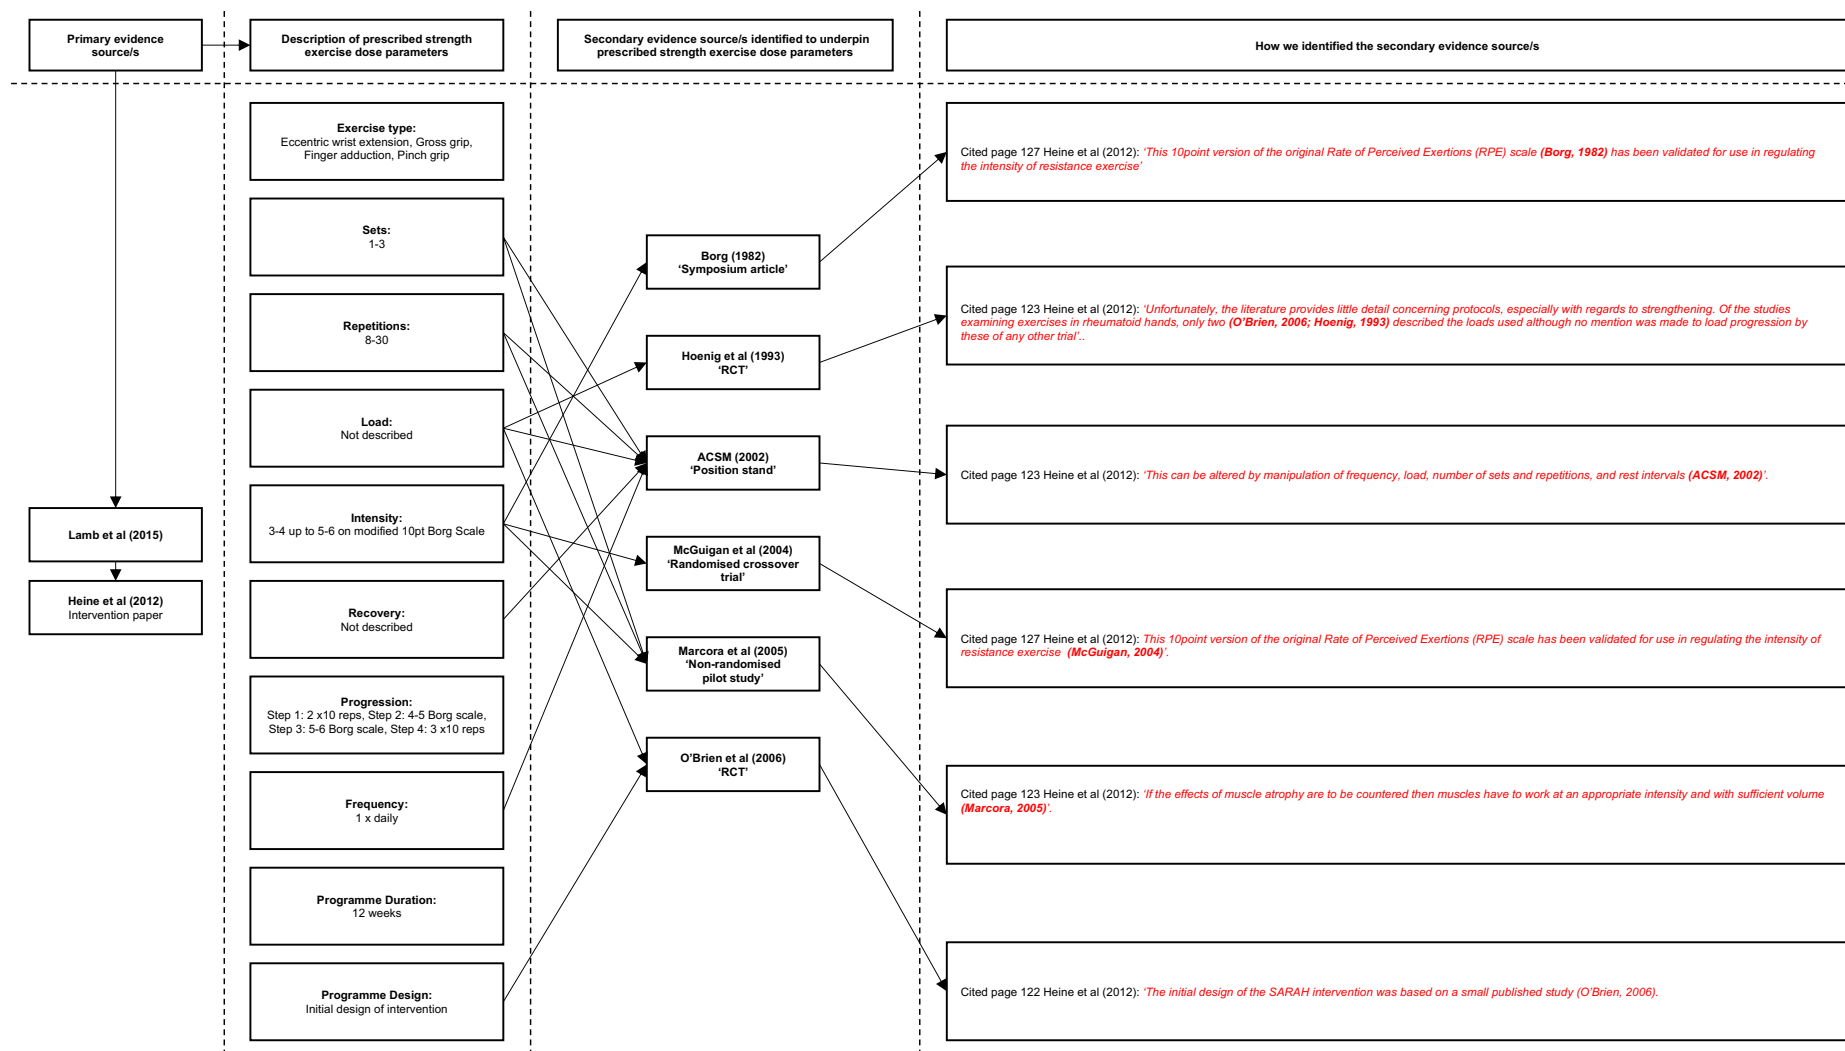 Primary evidence
source/s
Description of prescribed strength
exercise dose parameters
Secondary evidence source/s identified to underpin
prescribed strength exercise dose parameters
How we identified the secondary evidence source/s
Lamb et al (2015)
Heine et al (2012)
Intervention paper
Exercise type:
Eccentric wrist extension, Gross grip,
Finger adduction, Pinch grip
Sets:
1-3
Repetitions:
8-30
Load:
Not described
Intensity:
3-4 up to 5-6 on modified 10pt Borg Scale
Recovery:
Not described
Progression:
Step 1: 2 x10 reps, Step 2: 4-5 Borg scale,
Step 3: 5-6 Borg scale, Step 4: 3 x10 reps
Frequency:
1 x daily
Programme Duration:
12 weeks
Programme Design:
Initial design of intervention
Borg (1982)
‘Symposium article’
Hoenig et al (1993)
‘RCT’
ACSM (2002)
‘Position stand’
McGuigan et al (2004)
‘Randomised crossover
trial’
Marcora et al (2005)
‘Non-randomised
pilot study’
O’Brien et al (2006)
‘RCT’
Cited page 127 Heine et al (2012): ‘This 10point version of the original Rate of Perceived Exertions (RPE) scale (Borg, 1982) has been validated for use in regulating
the intensity of resistance exercise’
Cited page 123 Heine et al (2012): ‘Unfortunately, the literature provides little detail concerning protocols, especially with regards to strengthening. Of the studies
examining exercises in rheumatoid hands, only two (O’Brien, 2006; Hoenig, 1993) described the loads used although no mention was made to load progression by
these of any other trial’..
Cited page 123 Heine et al (2012): ‘This can be altered by manipulation of frequency, load, number of sets and repetitions, and rest intervals (ACSM, 2002)’.
Cited page 127 Heine et al (2012): This 10point version of the original Rate of Perceived Exertions (RPE) scale has been validated for use in regulating the intensity of
resistance exercise (McGuigan, 2004)’.
Cited page 123 Heine et al (2012): ‘If the effects of muscle atrophy are to be countered then muscles have to work at an appropriate intensity and with sufficient volume
(Marcora, 2005)’.
Cited page 122 Heine et al (2012): ‘The initial design of the SARAH intervention was based on a small published study (O’Brien, 2006).